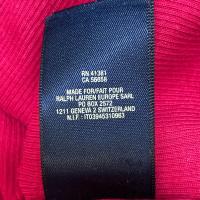 RN 41381
CA 56658
MADE FOR/FAIT POUR
RALPH LAUREN EUROPE SARL
PO BOX 2572
1211 GENEVA 2 SWITZERLAND
N.I.F. : IT03945310963